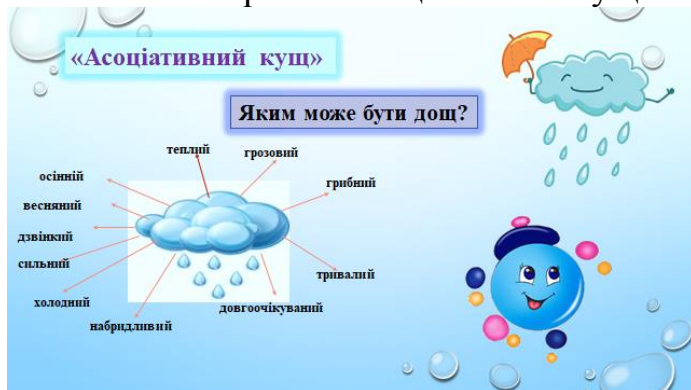 «Асоціативний кущ»
Яким може бути дощ?
теплий
грозовий
осінній
грибний
весняний
дзвінкий
сильний
тривалий
холодний
довгоочікуваний
набридливий